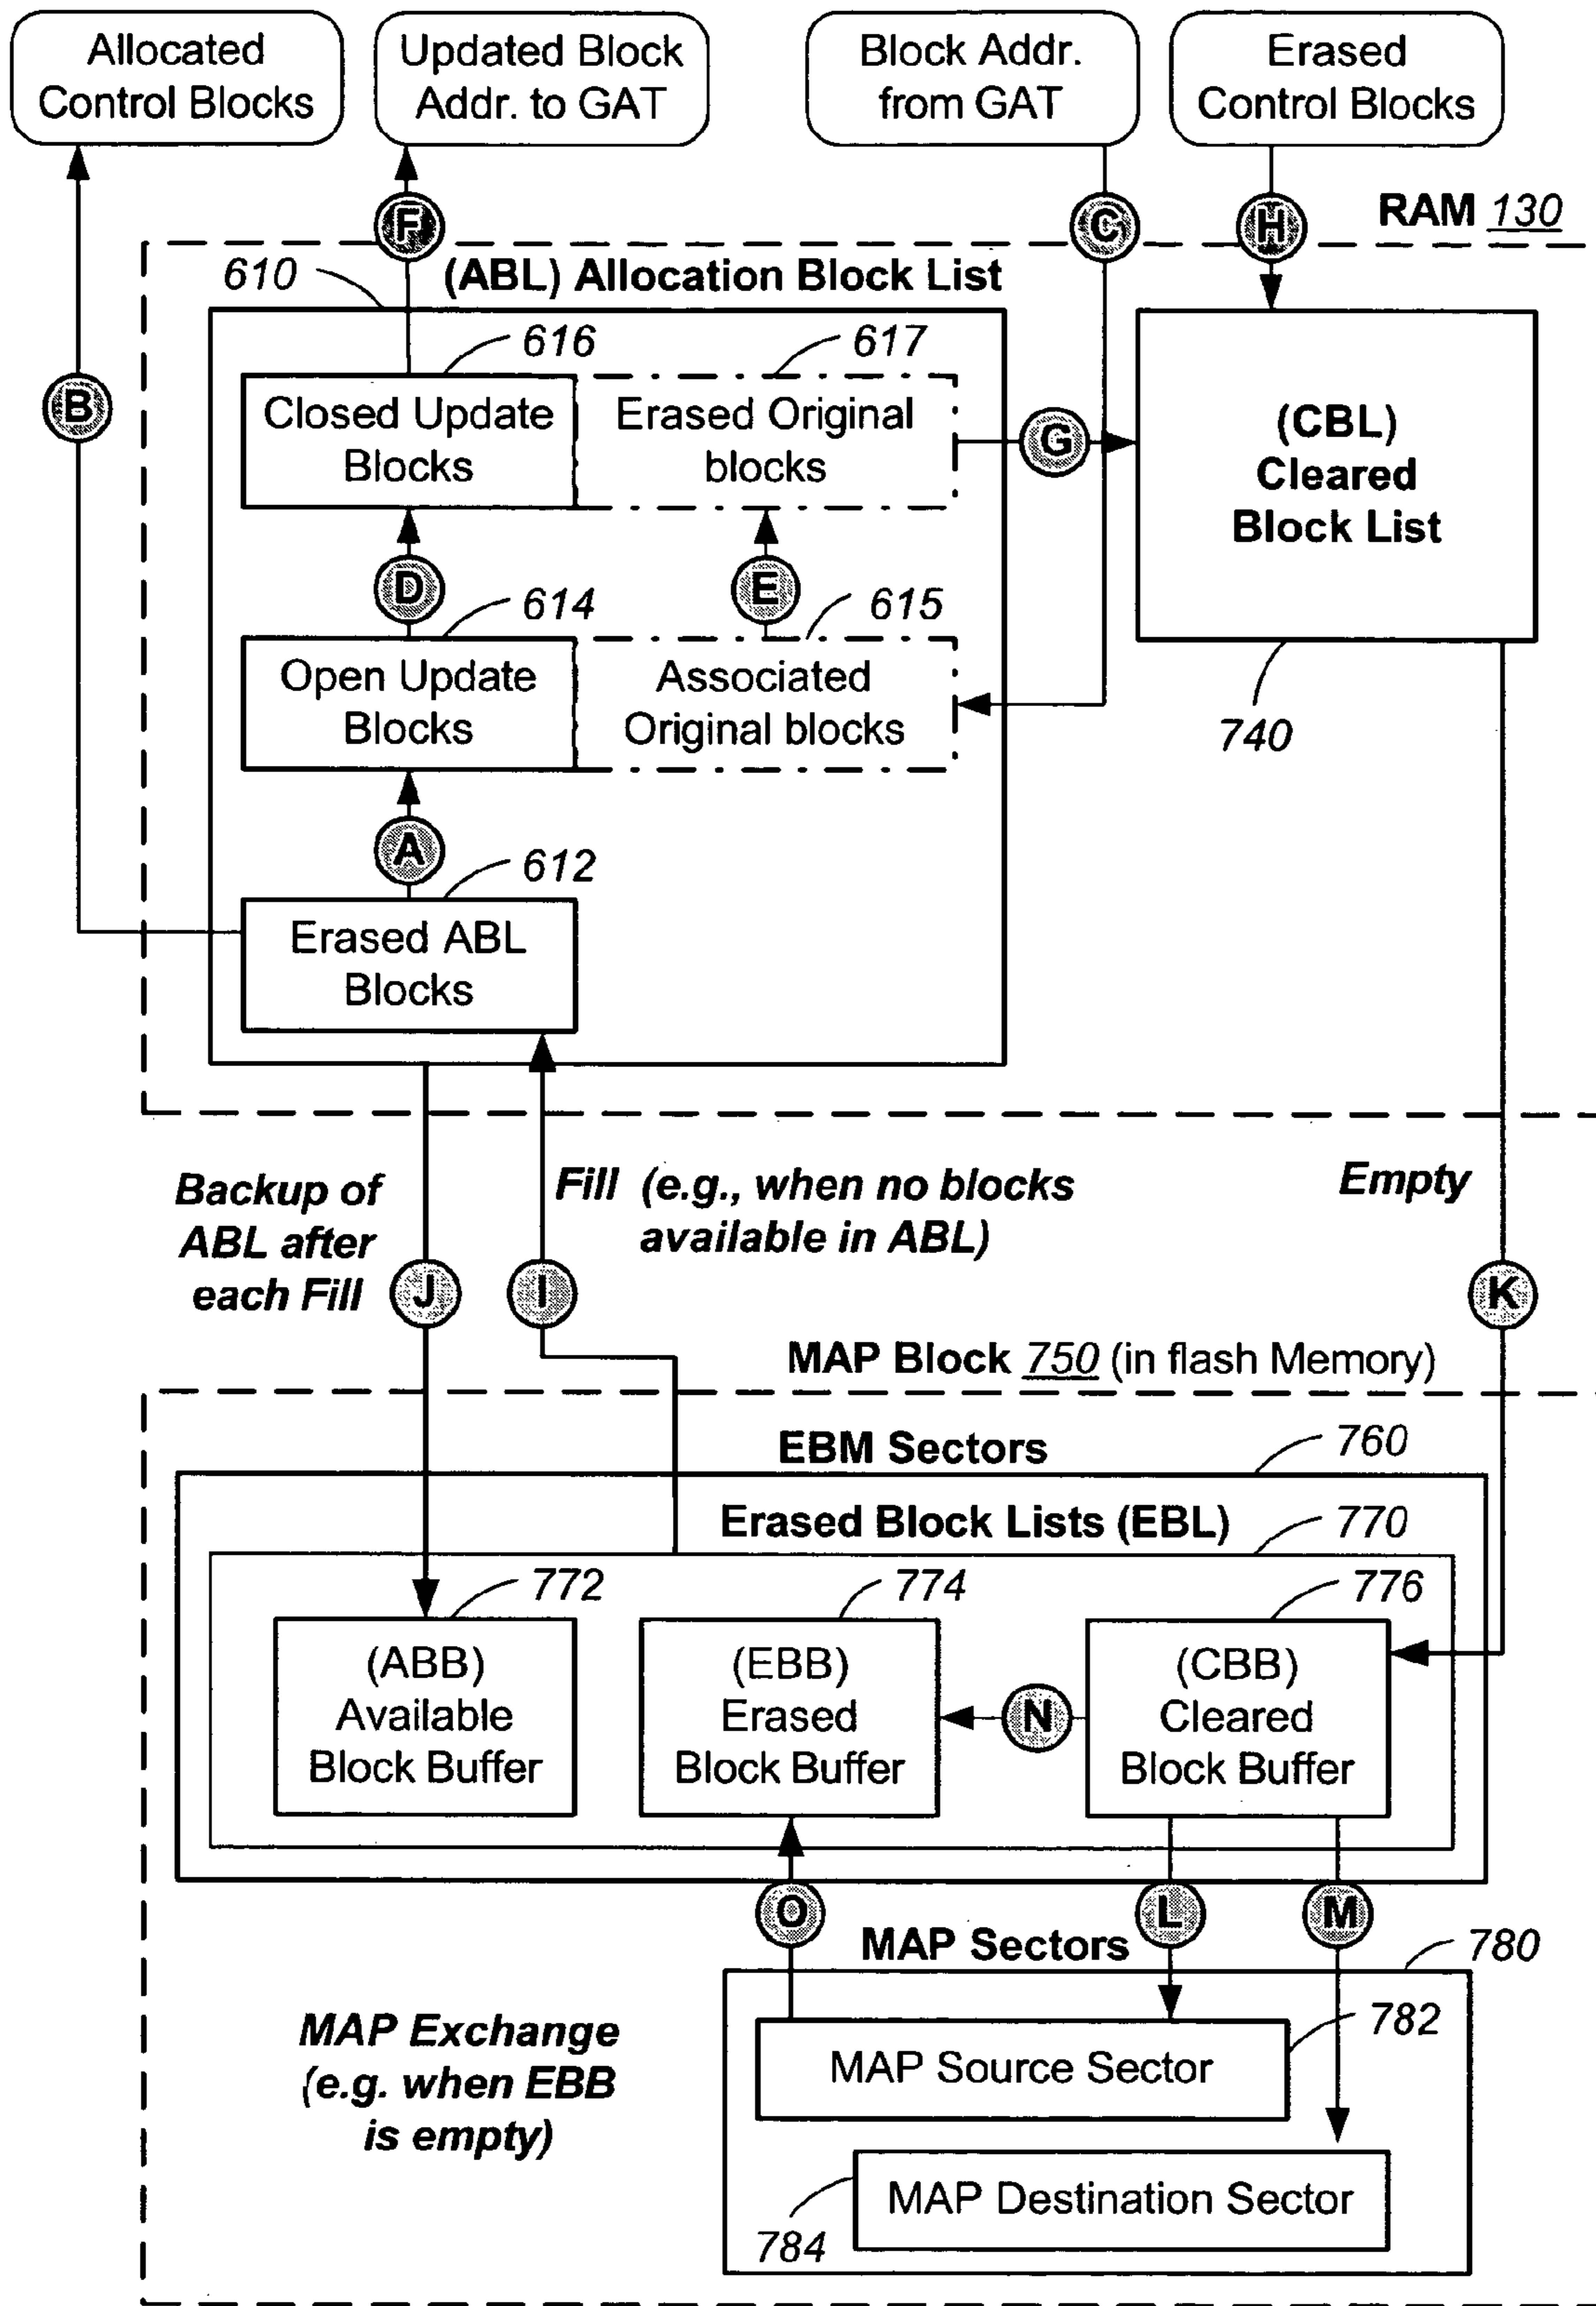 Allocated
Control Blocks
Updated Block
Addr. to GAT
Block Addr.
from GAT
Erased
Control Blocks
F
C
H
RAM 130
610
(ABL) Allocation Block List
616
617
B
Closed Update
Blocks
Erased Original
blocks
G
(CBL)
Cleared
Block List
D
E
614
615
Open Update
Blocks
Associated
Original blocks
740
A
612
Erased ABL
Blocks
Backup of
ABL after
each Fill
Fill (e.g., when no blocks
available in ABL)
Empty
J
I
K
MAP Block 750 (in flash Memory)
EBM Sectors
760
Erased Block Lists (EBL)
770
772
774
776
(ABB)
Available
Block Buffer
(EBB)
Erased
Block Buffer
N
(CBB)
Cleared
Block Buffer
O
L
M
MAP Sectors
780
MAP Exchange
(e.g. when EBB
is empty)
782
MAP Source Sector
MAP Destination Sector
784